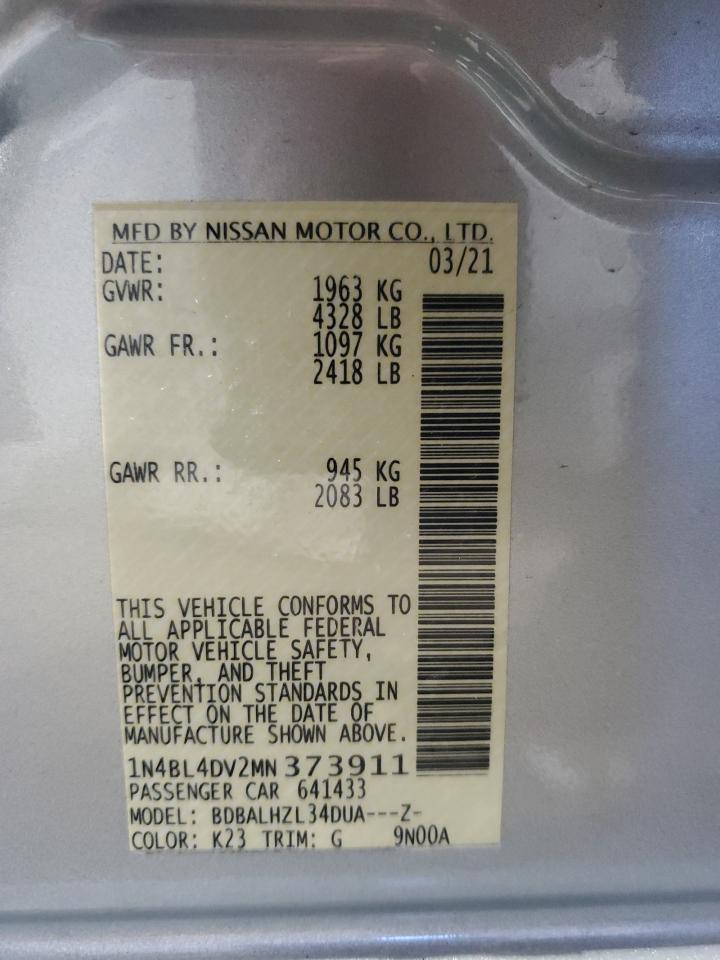 MFD BY NISSAN MOTOR CO., LTD.
DATE: 03/21
GVWR: 1963 KG
4328 LB
GAWR FR.: 1097 KG
2418 LB
GAWR RR.: 945 KG
2083 LB
THIS VEHICLE CONFORMS TO
ALL APPLICABLE FEDERAL
MOTOR VEHICLE SAFETY,
BUMPER, AND THEFT
PREVENTION STANDARDS IN
EFFECT ON THE DATE OF
MANUFACTURE SHOWN ABOVE.
1N4BL4DV2MN 373911
PASSENGER CAR 641433
MODEL: BDBALHZL34DUA---Z-
COLOR: K23 TRIM: G 9N00A